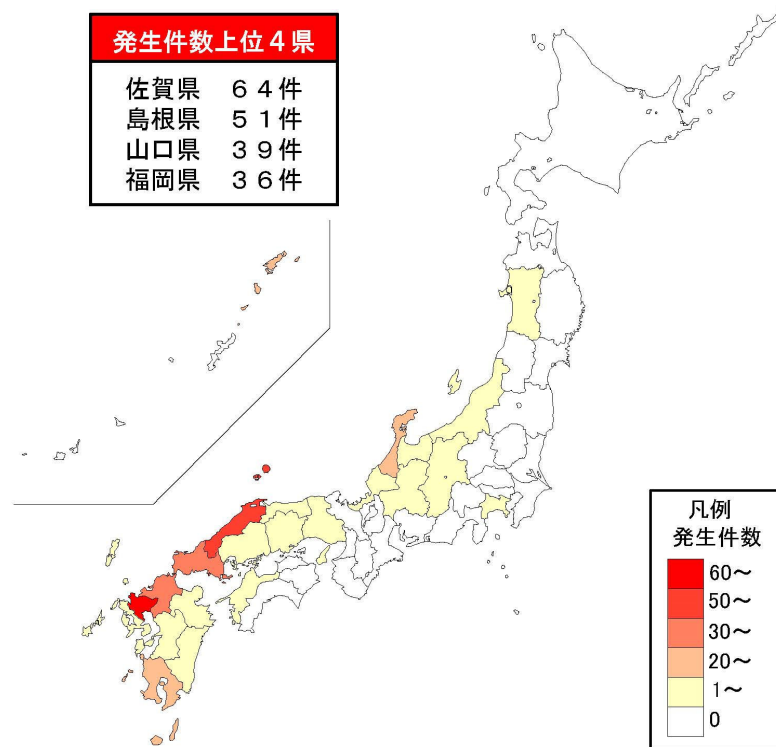 発生件数上位４県
佐賀県　６４件
島根県　５１件
山口県　３９件
福岡県　３６件
凡例
発生件数
60～
50～
30～
20～
1～
0